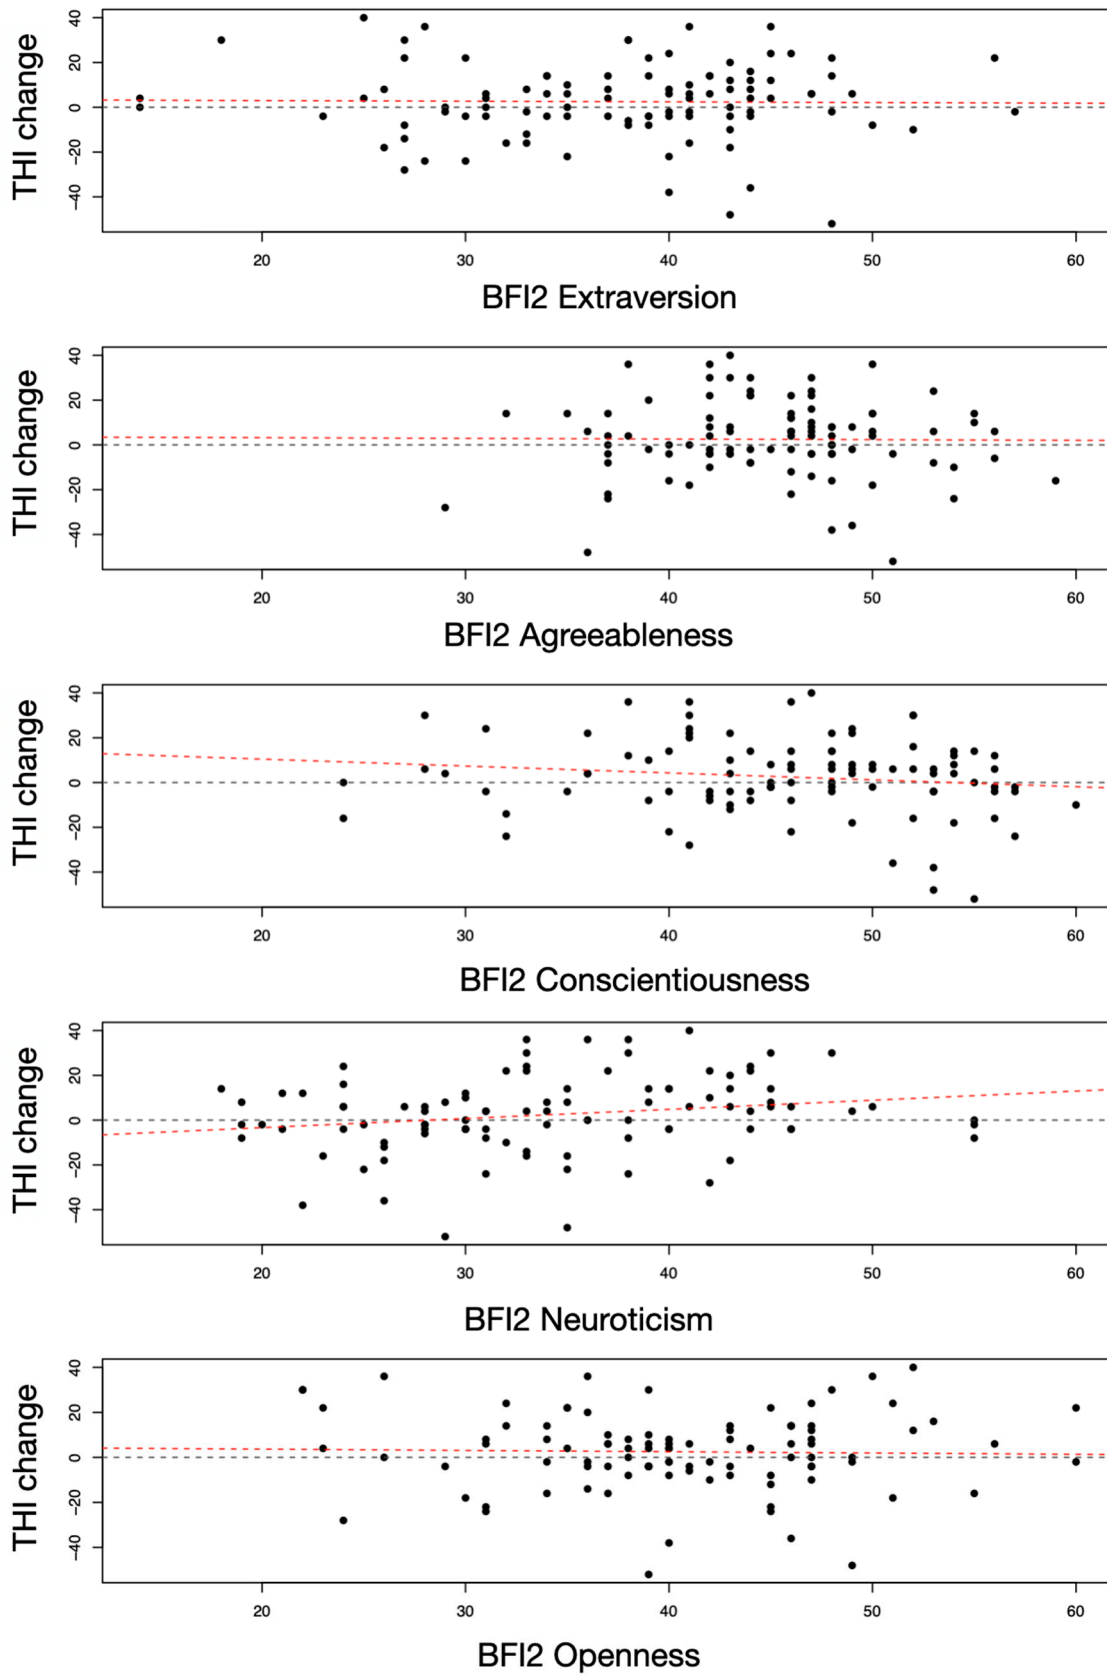 THI change
40
20
0
−20
−40
20 30 40 50 60
BFI2 Extraversion
THI change
40
20
0
−20
−40
20 30 40 50 60
BFI2 Agreeableness
THI change
40
20
0
−20
−40
20 30 40 50 60
BFI2 Conscientiousness
THI change
40
20
0
−20
−40
20 30 40 50 60
BFI2 Neuroticism
THI change
40
20
0
−20
−40
20 30 40 50 60
BFI2 Openness